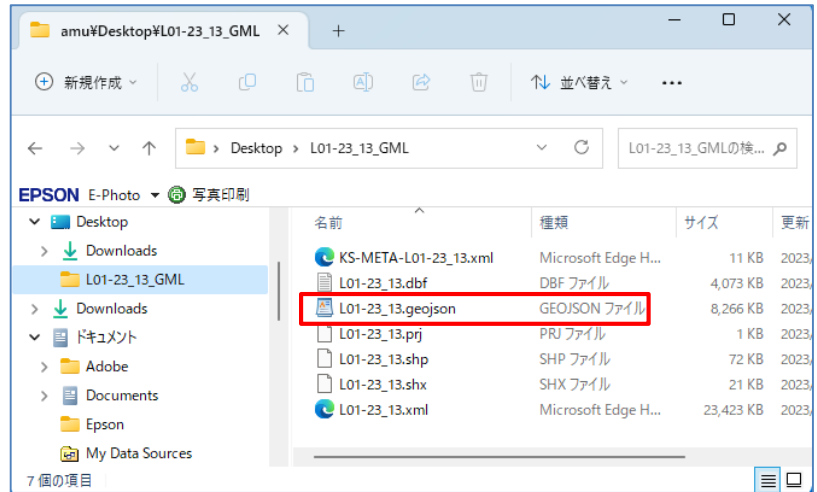 amu¥Desktop¥L01-23_13_GML
新規作成
並べ替え
Desktop › L01-23_13_GML
L01-23_13_GMLの検...
EPSON E-Photo 写真印刷
Desktop
Downloads
L01-23_13_GML
Downloads
ドキュメント
Adobe
Documents
Epson
My Data Sources
名前 種類 サイズ 更新
KS-META-L01-23_13.xml Microsoft Edge H... 11 KB 2023/
L01-23_13.dbf DBF ファイル 4,073 KB 2023/
L01-23_13.geojson GEOJSON ファイル 8,266 KB 2023/
L01-23_13.prj PRJ ファイル 1 KB 2023/
L01-23_13.shp SHP ファイル 72 KB 2023/
L01-23_13.shx SHX ファイル 21 KB 2023/
L01-23_13.xml Microsoft Edge H... 23,423 KB 2023/
7 個の項目